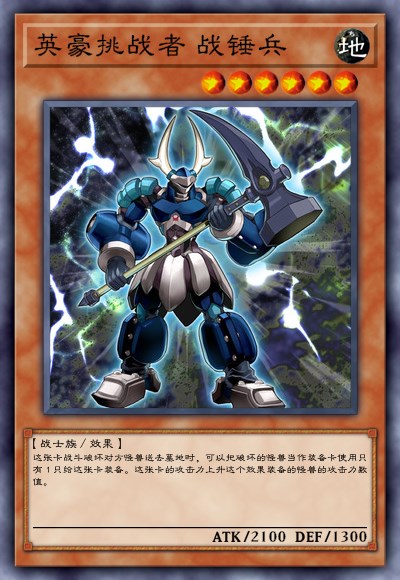 英豪挑战者 战锤兵
地
【战士族/效果】
这张卡战斗破坏对方怪兽送去墓地时,可以把破坏的怪兽当作装备卡使用只
有1只给这张卡装备。这张卡的攻击力上升这个效果装备的怪兽的攻击力数
值。
ATK/2100 DEF/1300